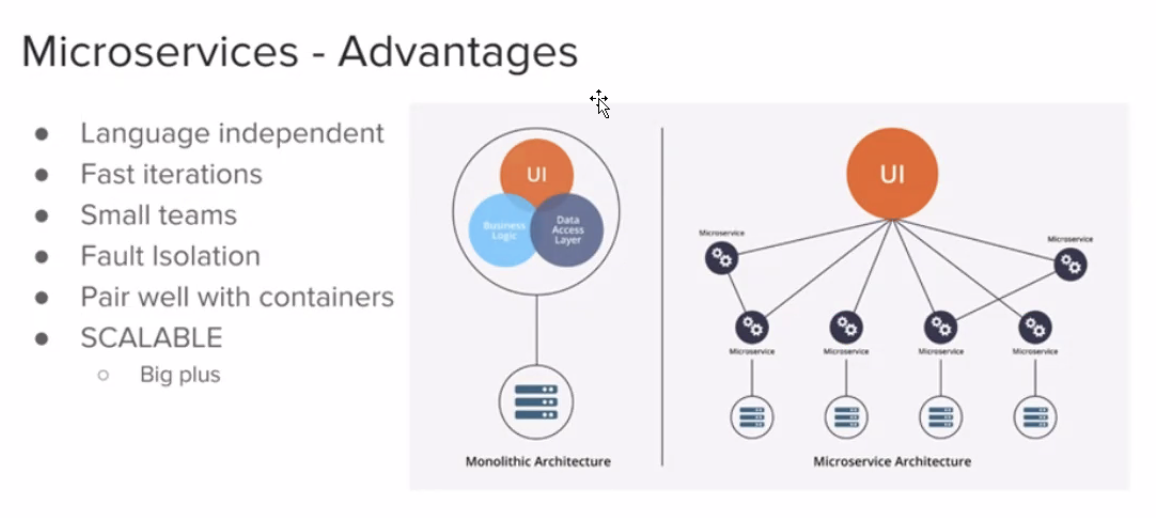 Microservices - Advantages
● Language independent
● Fast iterations
● Small teams
● Fault Isolation
● Pair well with containers
● SCALABLE
○ Big plus
UI
Business
Logic
Data
Access
Layer
Monolithic Architecture
UI
Microservice
Microservice
Microservice
Microservice
Microservice
Microservice
Microservice Architecture